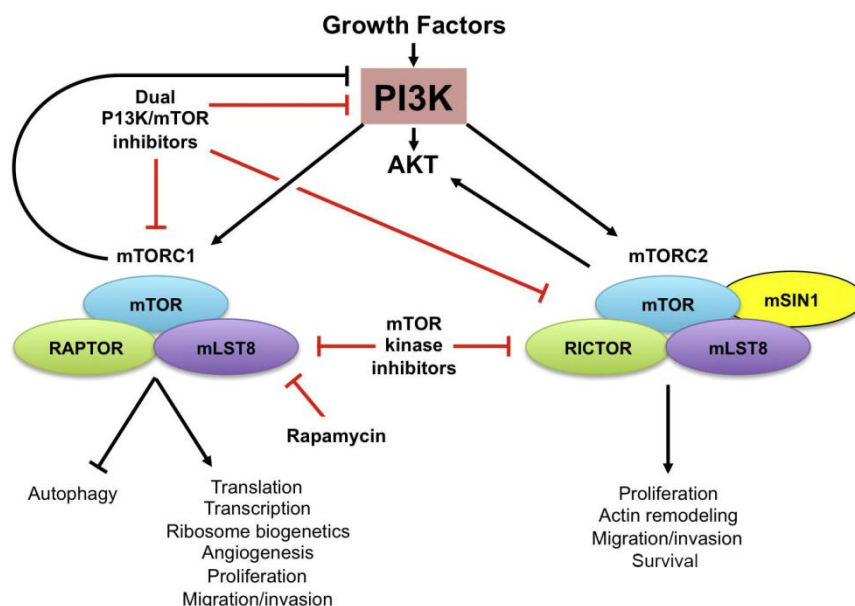 Growth Factors
PI3K
AKT
Dual
P13K/mTOR
inhibitors
mTORC1
mTOR
RAPTOR
mLST8
mTORC2
mTOR
mSIN1
RICTOR
mLST8
mTOR
kinase
inhibitors
Rapamycin
Autophagy
Translation
Transcription
Ribosome biogenetics
Angiogenesis
Proliferation
Migration/invasion
Proliferation
Actin remodeling
Migration/invasion
Survival